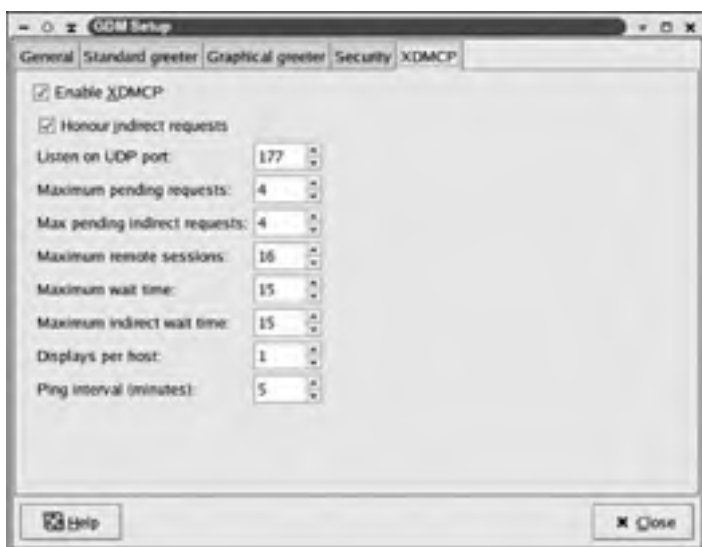 GDM Setup
General Standard greeter Graphical greeter Security XDMCP
Enable XDMCP
Honour indirect requests
Listen on UDP port: 177
Maximum pending requests: 4
Max pending indirect requests: 4
Maximum remote sessions: 16
Maximum wait time: 15
Maximum indirect wait time: 15
Displays per host: 1
Ping interval (minutes): 5
Help Close